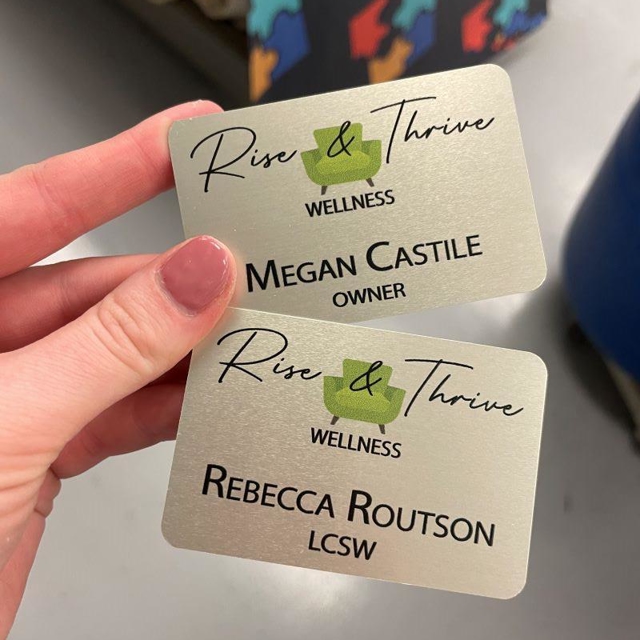 Rise & Thrive
WELLNESS
MEGAN CASTILE
OWNER
Rise & Thrive
WELLNESS
REBECCA ROUTSON
LCSW